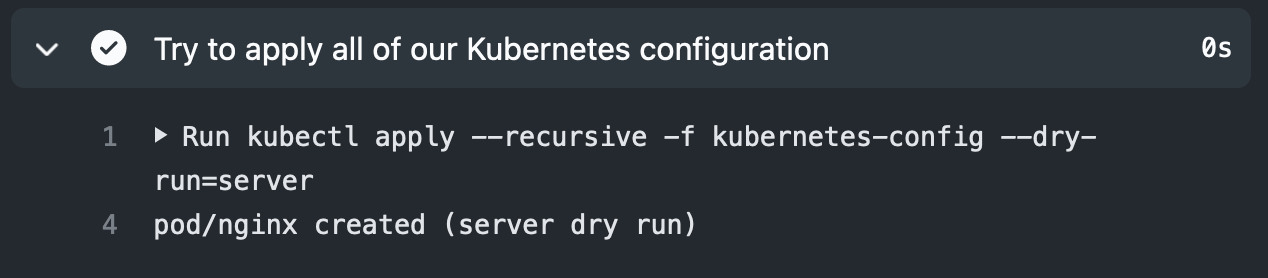 Try to apply all of our Kubernetes configuration 0s
1 Run kubectl apply --recursive -f kubernetes-config --dry-
run=server
4 pod/nginx created (server dry run)